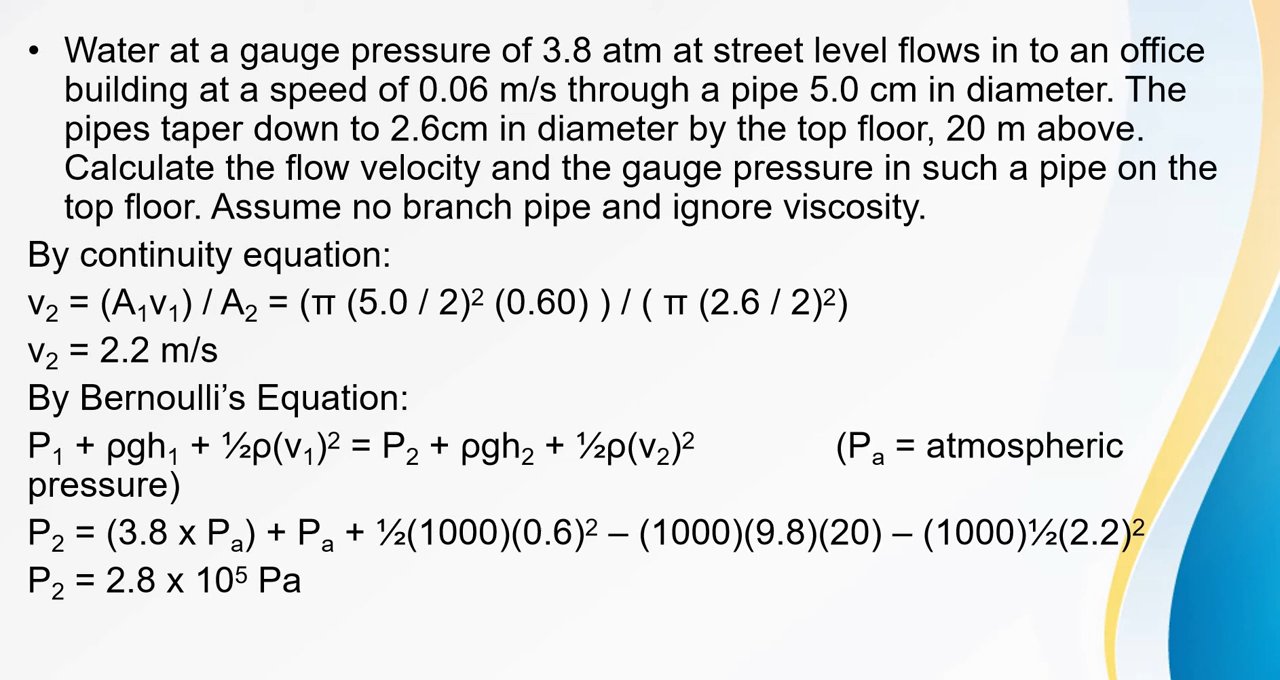 • Water at a gauge pressure of 3.8 atm at street level flows in to an office
building at a speed of 0.06 m/s through a pipe 5.0 cm in diameter. The
pipes taper down to 2.6cm in diameter by the top floor, 20 m above.
Calculate the flow velocity and the gauge pressure in such a pipe on the
top floor. Assume no branch pipe and ignore viscosity.
By continuity equation:
v₂ = (A₁v₁) / A₂ = (π (5.0 / 2)² (0.60) ) / ( π (2.6 / 2)²)
v₂ = 2.2 m/s
By Bernoulli’s Equation:
P₁ + ρgh₁ + ½ρ(v₁)² = P₂ + ρgh₂ + ½ρ(v₂)² (Pₐ = atmospheric
pressure)
P₂ = (3.8 x Pₐ) + Pₐ + ½(1000)(0.6)² – (1000)(9.8)(20) – (1000)½(2.2)²
P₂ = 2.8 x 10⁵ Pa